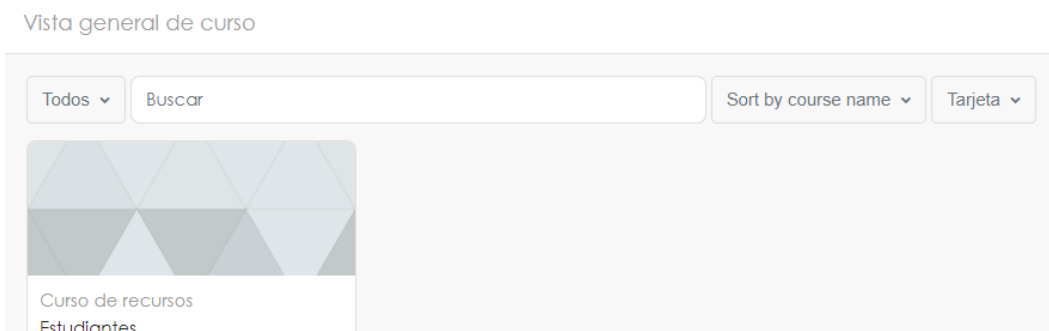 Vista general de curso
Todos Buscar Sort by course name Tarjeta
Curso de recursos
Estudiantes